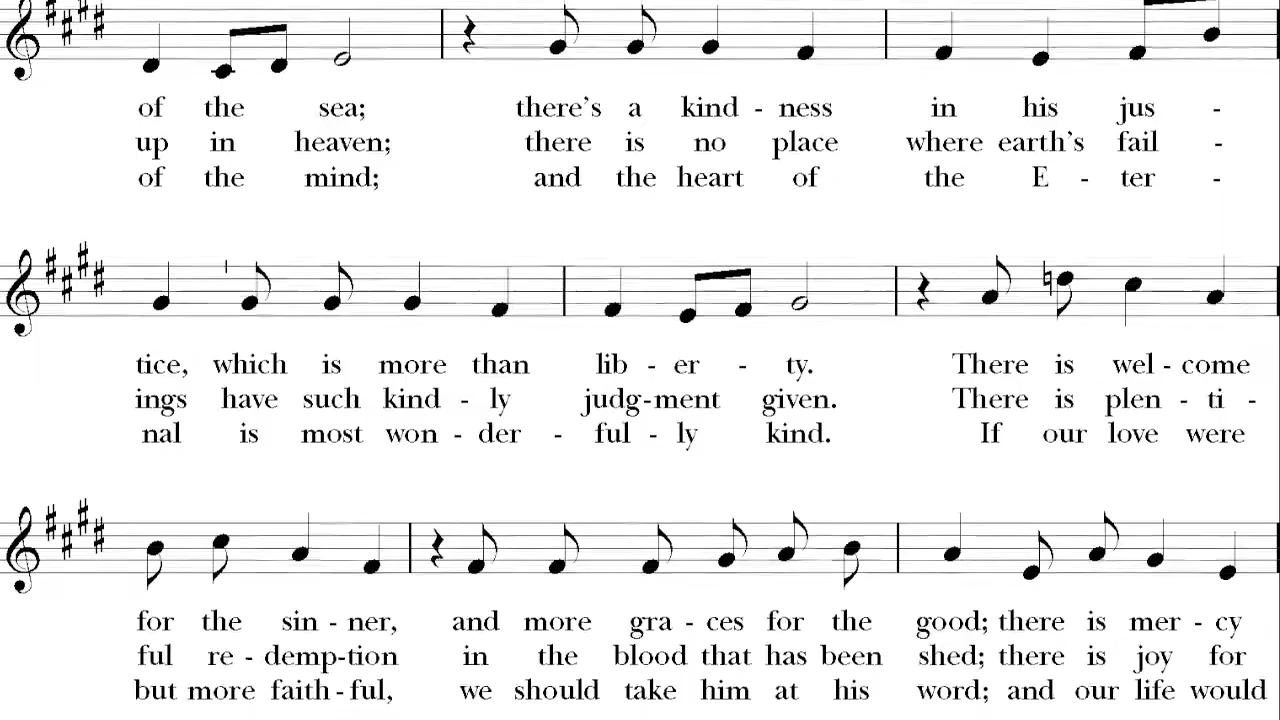 of the sea; there's a kind - ness in his jus -
up in heaven; there is no place where earth's fail -
of the mind; and the heart of the E - ter -
tice, which is more than lib - er - ty. There is wel - come
ings have such kind - ly judg-ment given. There is plen - ti -
nal is most won - der - ful - ly kind. If our love were
for the sin - ner, and more gra - ces for the good; there is mer - cy
ful re - demp-tion in the blood that has been shed; there is joy for
but more faith - ful, we should take him at his word; and our life would